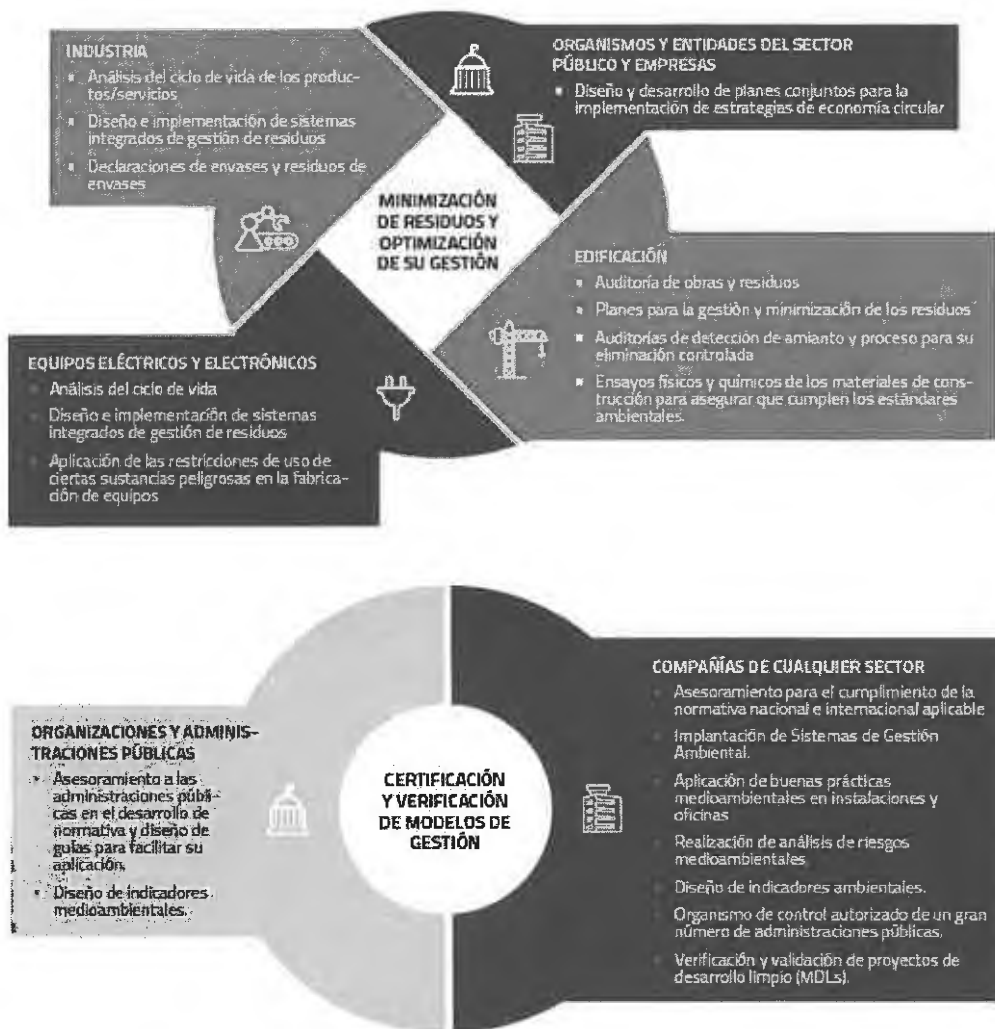 INDUSTRIA
▪ Análisis del ciclo de vida de los produc-
tos/servicios
▪ Diseño e implementación de sistemas
integrados de gestión de residuos
▪ Declaraciones de envases y residuos de
envases
ORGANISMOS Y ENTIDADES DEL SECTOR
PÚBLICO Y EMPRESAS
▪ Diseño y desarrollo de planes conjuntos para la
implementación de estrategias de economía circular
MINIMIZACIÓN
DE RESIDUOS Y
OPTIMIZACIÓN
DE SU GESTIÓN
EDIFICACIÓN
▪ Auditoría de obras y residuos
▪ Planes para la gestión y minimización de los residuos
▪ Auditorías de detección de amianto y proceso para su
eliminación controlada
▪ Ensayos físicos y químicos de los materiales de cons-
trucción para asegurar que cumplen los estándares
ambientales.
EQUIPOS ELÉCTRICOS Y ELECTRÓNICOS
▪ Análisis del ciclo de vida
▪ Diseño e implementación de sistemas
integrados de gestión de residuos
▪ Aplicación de las restricciones de uso de
ciertas sustancias peligrosas en la fabrica-
ción de equipos
ORGANIZACIONES Y ADMINIS-
TRACIONES PÚBLICAS
▪ Asesoramiento a las
administraciones públi-
cas en el desarrollo de
normativa y diseño de
guías para facilitar su
aplicación.
▪ Diseño de indicadores
medioambientales.
CERTIFICACIÓN
Y VERIFICACIÓN
DE MODELOS DE
GESTIÓN
COMPAÑÍAS DE CUALQUIER SECTOR
▪ Asesoramiento para el cumplimiento de la
normativa nacional e internacional aplicable
▪ Implantación de Sistemas de Gestión
Ambiental.
▪ Aplicación de buenas prácticas
medioambientales en instalaciones y
oficinas
▪ Realización de análisis de riesgos
medioambientales
▪ Diseño de indicadores ambientales.
▪ Organismo de control autorizado de un gran
número de administraciones públicas.
▪ Verificación y validación de proyectos de
desarrollo limpio (MDLs).